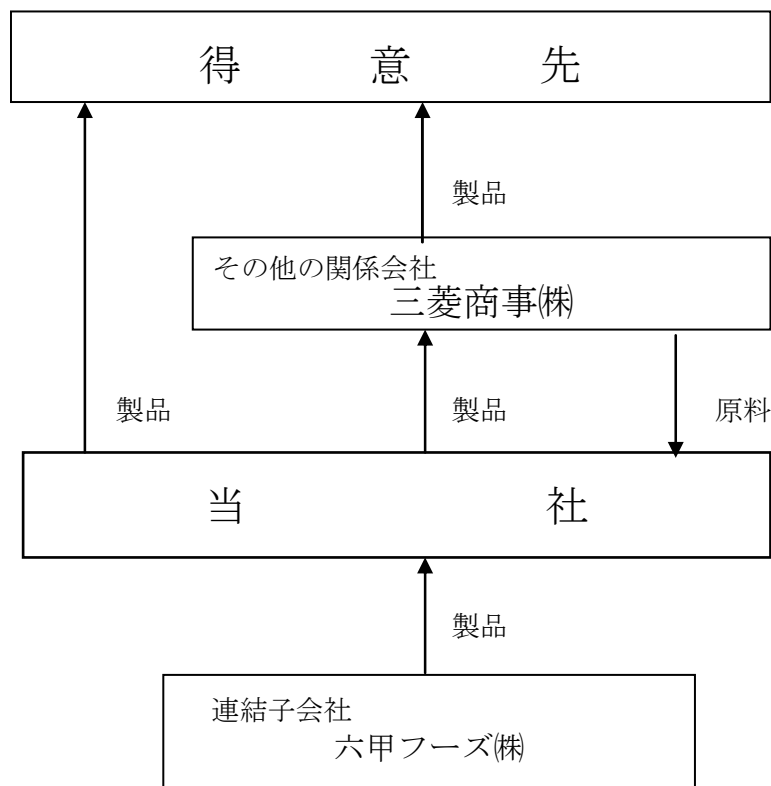 得意先
製品
その他の関係会社
三菱商事㈱
製品
製品
原料
当社
製品
連結子会社
六甲フーズ㈱